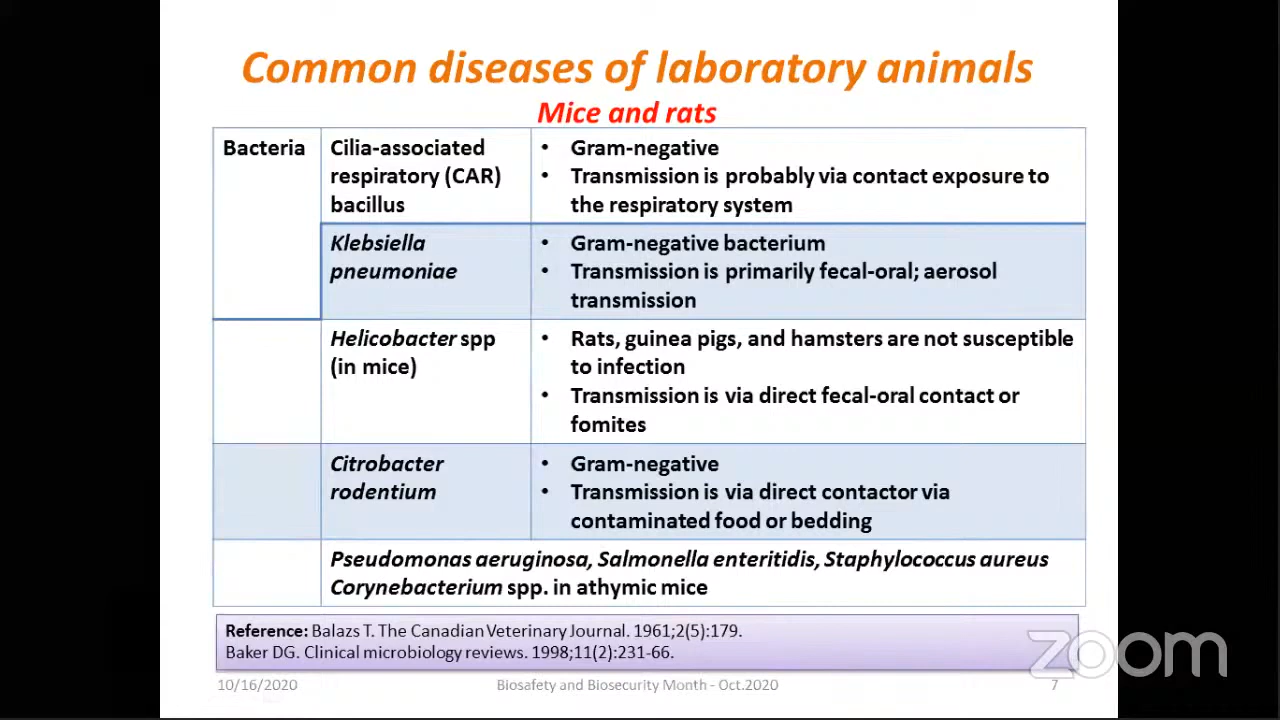 Common diseases of laboratory animals
Mice and rats
Bacteria
Cilia-associated
respiratory (CAR)
bacillus
• Gram-negative
• Transmission is probably via contact exposure to
the respiratory system
Klebsiella
pneumoniae
• Gram-negative bacterium
• Transmission is primarily fecal-oral; aerosol
transmission
Helicobacter spp
(in mice)
• Rats, guinea pigs, and hamsters are not susceptible
to infection
• Transmission is via direct fecal-oral contact or
fomites
Citrobacter
rodentium
• Gram-negative
• Transmission is via direct contactor via
contaminated food or bedding
Pseudomonas aeruginosa, Salmonella enteritidis, Staphylococcus aureus
Corynebacterium spp. in athymic mice
Reference: Balazs T. The Canadian Veterinary Journal. 1961;2(5):179.
Baker DG. Clinical microbiology reviews. 1998;11(2):231-66.
zoom
10/16/2020
Biosafety and Biosecurity Month - Oct.2020
7